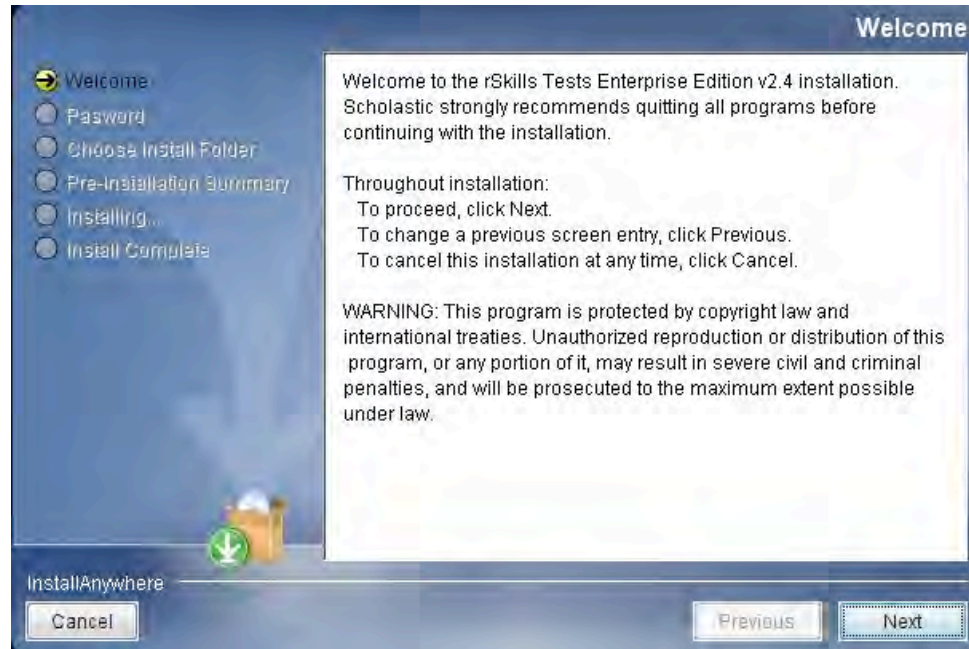 Welcome
Welcome
Pasword
Choose Install Folder
Pre-Installation Summary
Installing...
Install Complete
Welcome to the rSkills Tests Enterprise Edition v2.4 installation.
Scholastic strongly recommends quitting all programs before
continuing with the installation.
Throughout installation:
To proceed, click Next.
To change a previous screen entry, click Previous.
To cancel this installation at any time, click Cancel.
WARNING: This program is protected by copyright law and
international treaties. Unauthorized reproduction or distribution of this
program, or any portion of it, may result in severe civil and criminal
penalties, and will be prosecuted to the maximum extent possible
under law.
InstallAnywhere
Cancel
Previous
Next